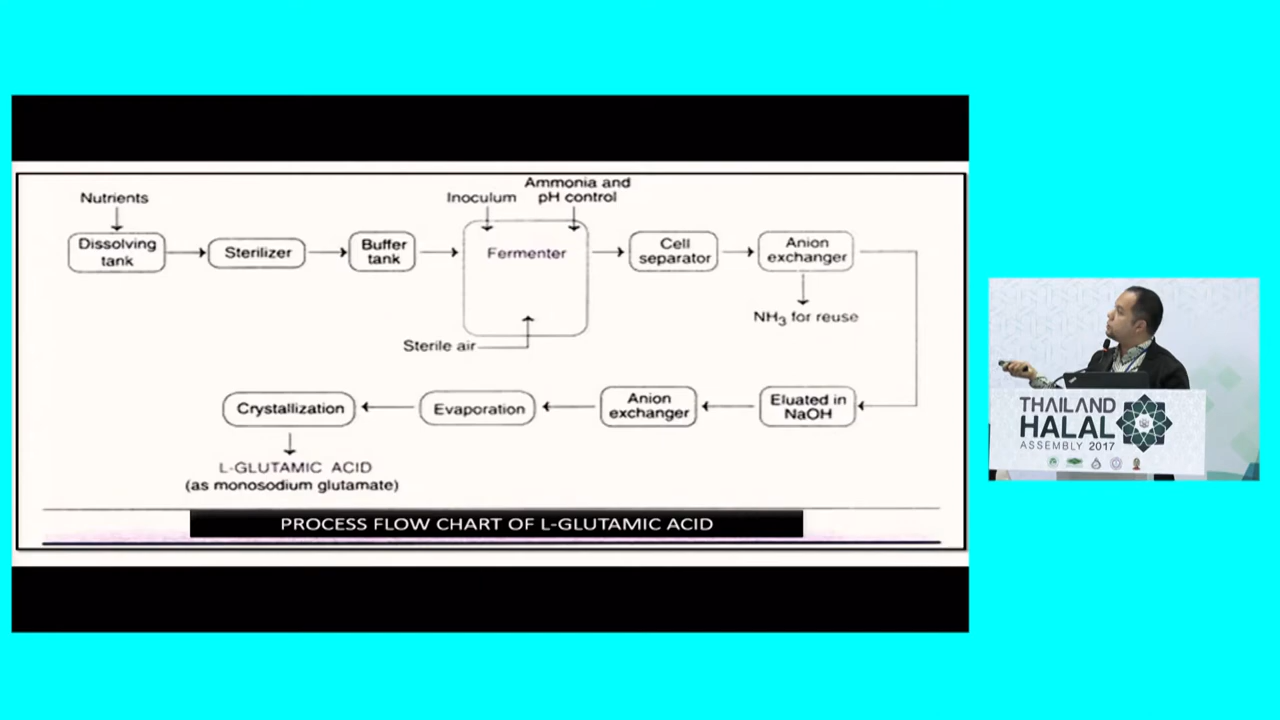 Nutrients
Inoculum
Ammonia and
pH control
Dissolving
tank
Sterilizer
Buffer
tank
Fermenter
Cell
separator
Anion
exchanger
NH3 for reuse
Sterile air
Crystallization
Evaporation
Anion
exchanger
Eluated in
NaOH
L-GLUTAMIC ACID
(as monosodium glutamate)
PROCESS FLOW CHART OF L-GLUTAMIC ACID
THAILAND
HALAL
ASSEMBLY 2017